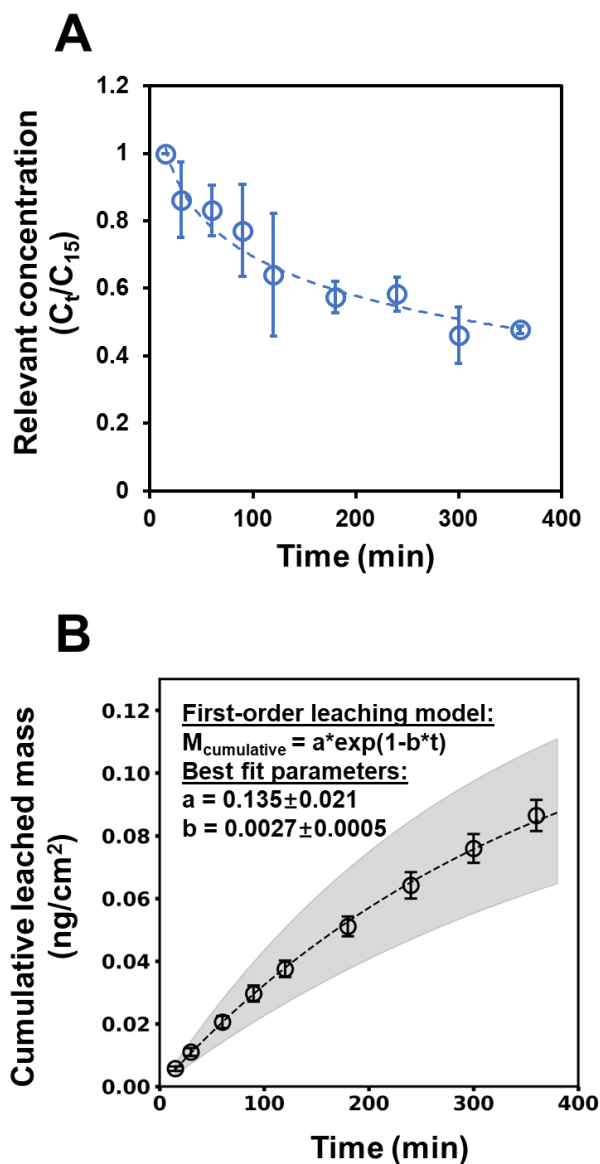 A
Relevant concentration
(Cₜ/C₁₅)
1.2
1
0.8
0.6
0.4
0.2
0
0
100
200
300
400
Time (min)
B
Cumulative leached mass
(ng/cm²)
0.12
0.10
0.08
0.06
0.04
0.02
0.00
First-order leaching model:
M_cumulative = a*exp(1-b*t)
Best fit parameters:
a = 0.135±0.021
b = 0.0027±0.0005
0
100
200
300
400
Time (min)